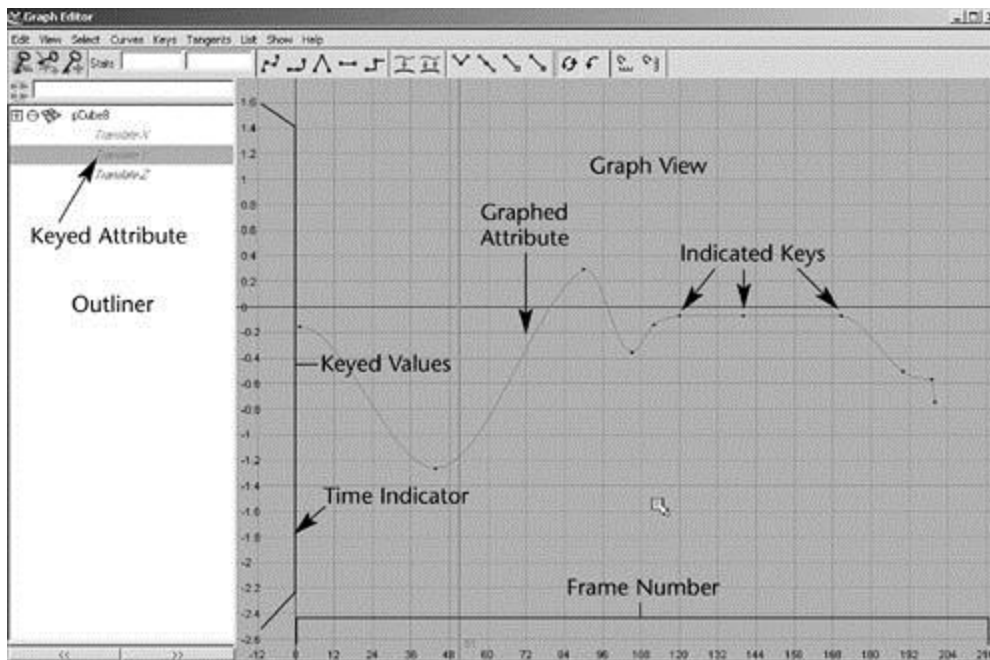 Graph Editor
Edit View Select Curves Keys Tangents List Show Help
Stats
pCube8
Translate X
Translate Z
Keyed Attribute
Outliner
Graph View
Graphed
Attribute
Indicated Keys
Keyed Values
Time Indicator
Frame Number
1.6
1.4
1.2
1
0.8
0.6
0.4
0.2
0
-0.2
-0.4
-0.6
-0.8
-1
-1.2
-1.4
-1.6
-1.8
-2
-2.2
-2.4
-2.6
-12 0 12 24 36 48 60 72 84 96 108 120 132 144 156 168 180 192 204
<< >>